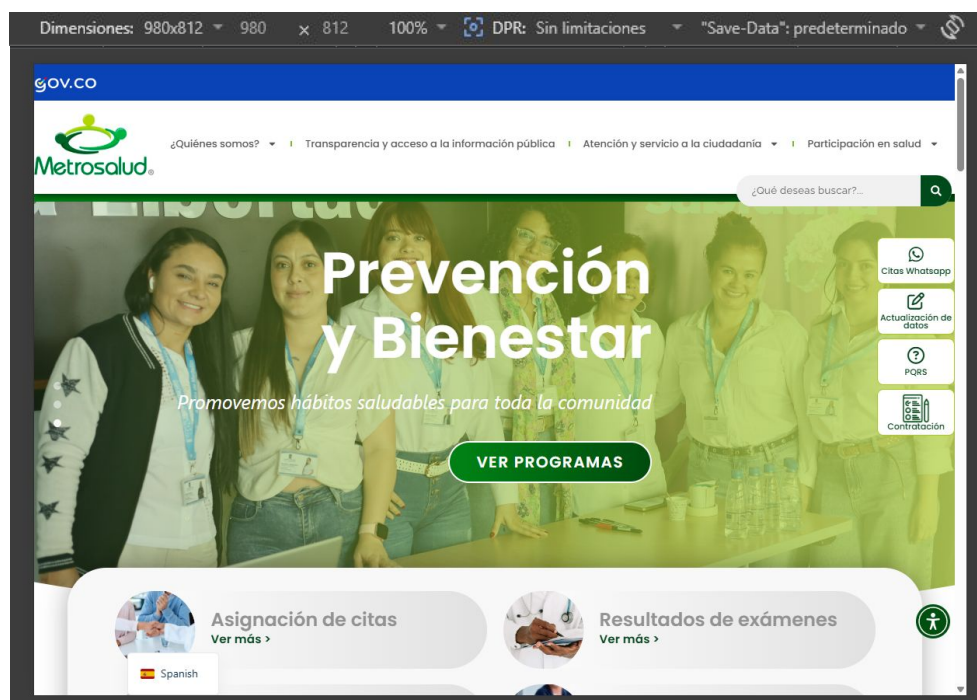 Dimensiones: 980x812 980 x 812 100% DPR: Sin limitaciones "Save-Data": predeterminado
GOV.CO
Metrosalud®
¿Quiénes somos? Transparencia y acceso a la información pública Atención y servicio a la ciudadanía Participación en salud
¿Qué deseas buscar?...
Prevención
y Bienestar
Promovemos hábitos saludables para toda la comunidad
VER PROGRAMAS
Citas Whatsapp
Actualización de
datos
PQRS
Contratación
Asignación de citas
Ver más >
Resultados de exámenes
Ver más >
Spanish